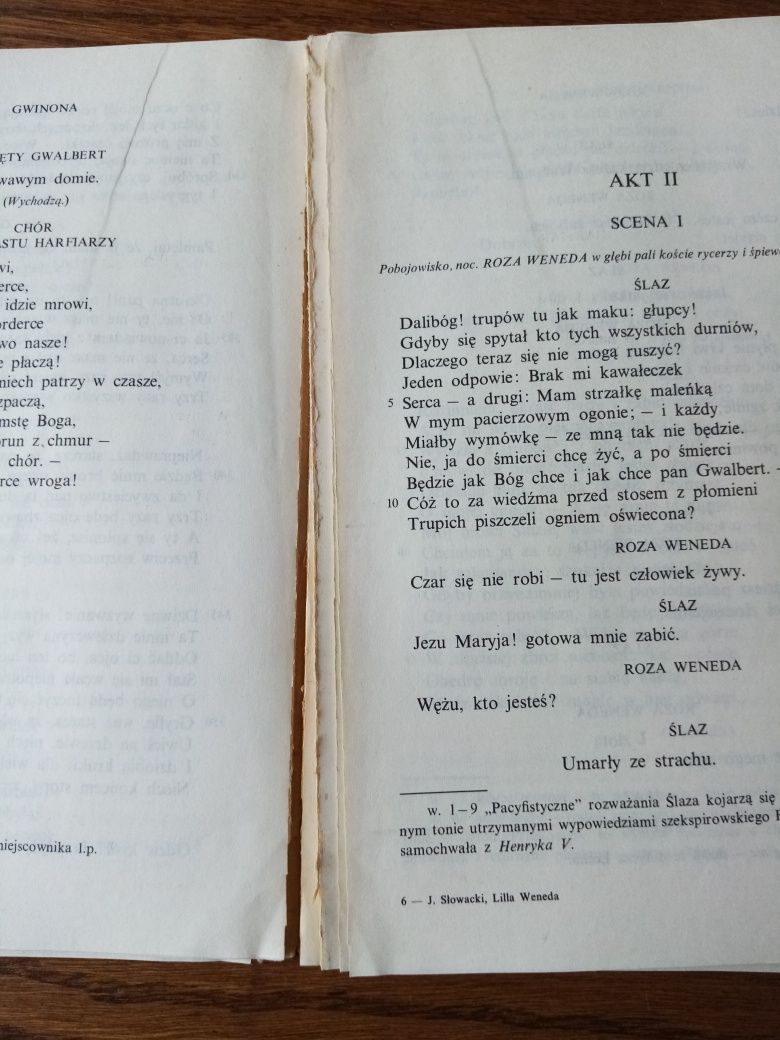 GWINONA
ĘTY GWALBERT
wawym domie.
(Wychodzą.)
CHÓR
ASTU HARFIARZY
wi,
erce,
idzie mrowi,
orderce
wo nasze!
e płaczą!
niech patrzy w czasze,
zpaczą,
mstę Boga,
orun z chmur —
chór. —
erce wroga!
niejscownika l.p.
AKT II
SCENA 1
Pobojowisko, noc. ROZA WENEDA w głębi pali koście rycerzy i śpiew
ŚLAZ
Dalibóg! trupów tu jak maku: głupcy!
Gdyby się spytał kto tych wszystkich durniów,
Dlaczego teraz się nie mogą ruszyć?
Jeden odpowie: Brak mi kawałeczek
5 Serca — a drugi: Mam strzałkę maleńką
W mym pacierzowym ogonie; — i każdy
Miałby wymówkę — ze mną tak nie będzie.
Nie, ja do śmierci chcę żyć, a po śmierci
Będzie jak Bóg chce i jak chce pan Gwalbert. —
10 Cóż to za wiedźma przed stosem z płomieni
Trupich piszczeli ogniem oświecona?
ROZA WENEDA
Czar się nie robi — tu jest człowiek żywy.
ŚLAZ
Jezu Maryja! gotowa mnie zabić.
ROZA WENEDA
Wężu, kto jesteś?
ŚLAZ
Umarły ze strachu.
w. 1—9 „Pacyfistyczne” rozważania Ślaza kojarzą się
nym tonie utrzymanymi wypowiedziami szekspirowskiego
samochwała z Henryka V.
6 — J. Słowacki, Lilla Weneda